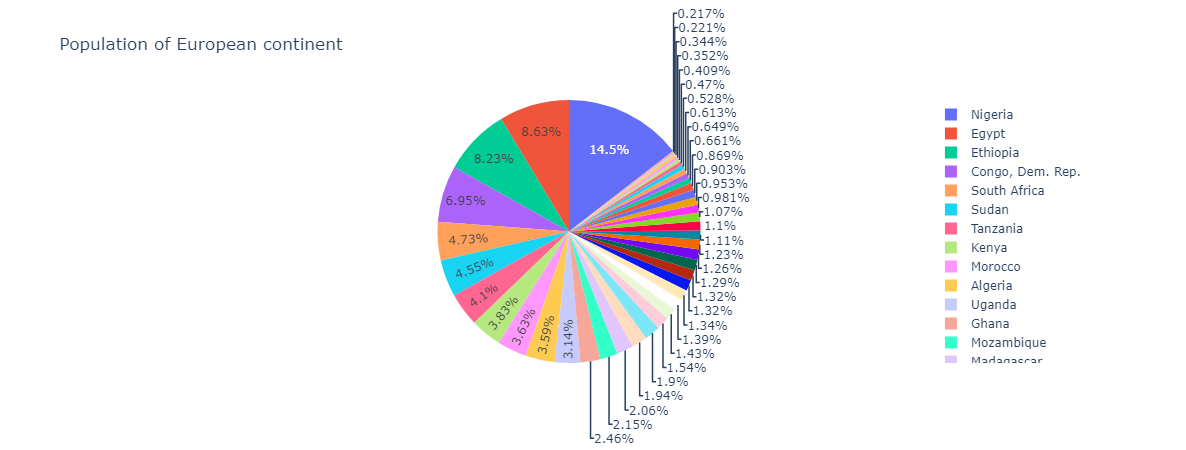 Population of European continent
0.217%
0.221%
0.344%
0.352%
0.409%
0.47%
0.528%
0.613%
0.649%
0.661%
0.869%
0.903%
0.953%
0.981%
1.07%
1.1%
1.11%
1.23%
1.26%
1.29%
1.32%
1.32%
1.34%
1.39%
1.43%
1.54%
1.9%
1.94%
2.06%
2.15%
2.46%
14.5%
8.63%
8.23%
6.95%
4.73%
4.55%
4.1%
3.83%
3.63%
3.59%
3.14%
Nigeria
Egypt
Ethiopia
Congo, Dem. Rep.
South Africa
Sudan
Tanzania
Kenya
Morocco
Algeria
Uganda
Ghana
Mozambique
Madagascar